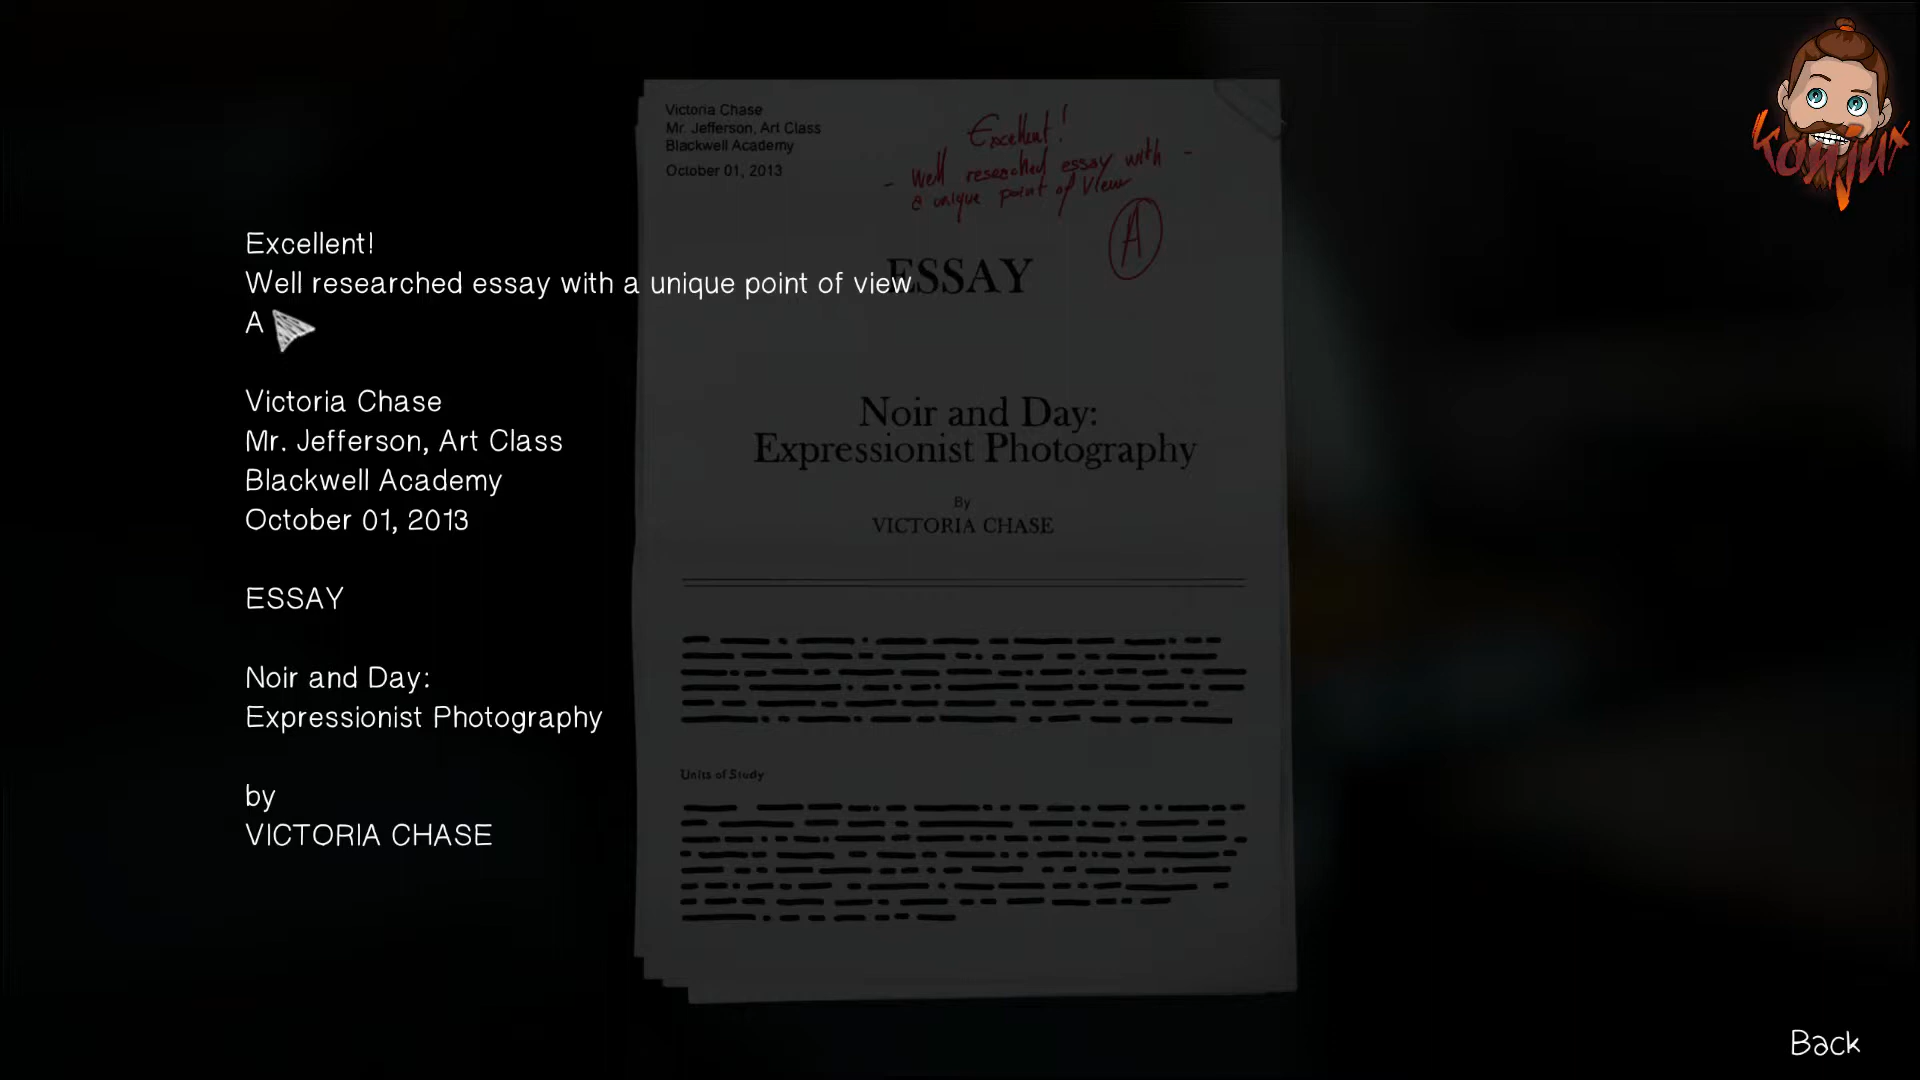 Victoria Chase
Mr. Jefferson, Art Class
Blackwell Academy
October 01, 2013
Excellent!
- Well researched essay with -
a unique point of view
A
ESSAY
Noir and Day:
Expressionist Photography
By
VICTORIA CHASE
Units of Study
Excellent!
Well researched essay with a unique point of view
A
Victoria Chase
Mr. Jefferson, Art Class
Blackwell Academy
October 01, 2013
ESSAY
Noir and Day:
Expressionist Photography
by
VICTORIA CHASE
Back